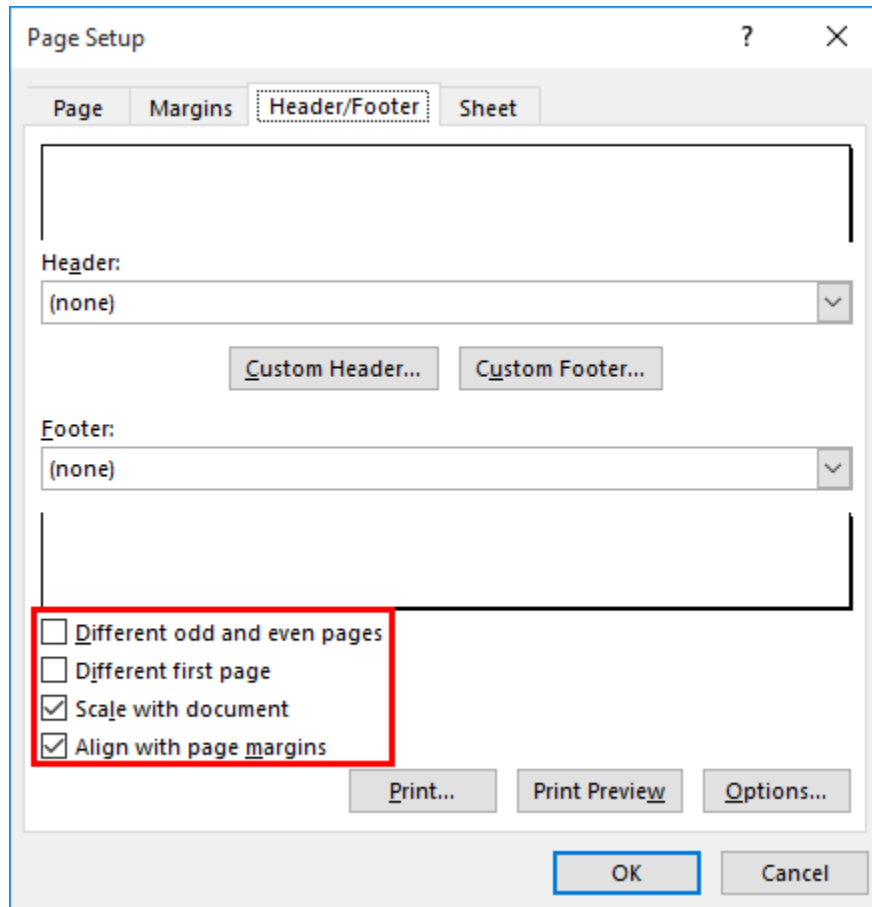 Page Setup ?
Page Margins Header/Footer Sheet
Header:
(none)
Custom Header... Custom Footer...
Footer:
(none)
Different odd and even pages
Different first page
Scale with document
Align with page margins
Print... Print Preview Options...
OK Cancel